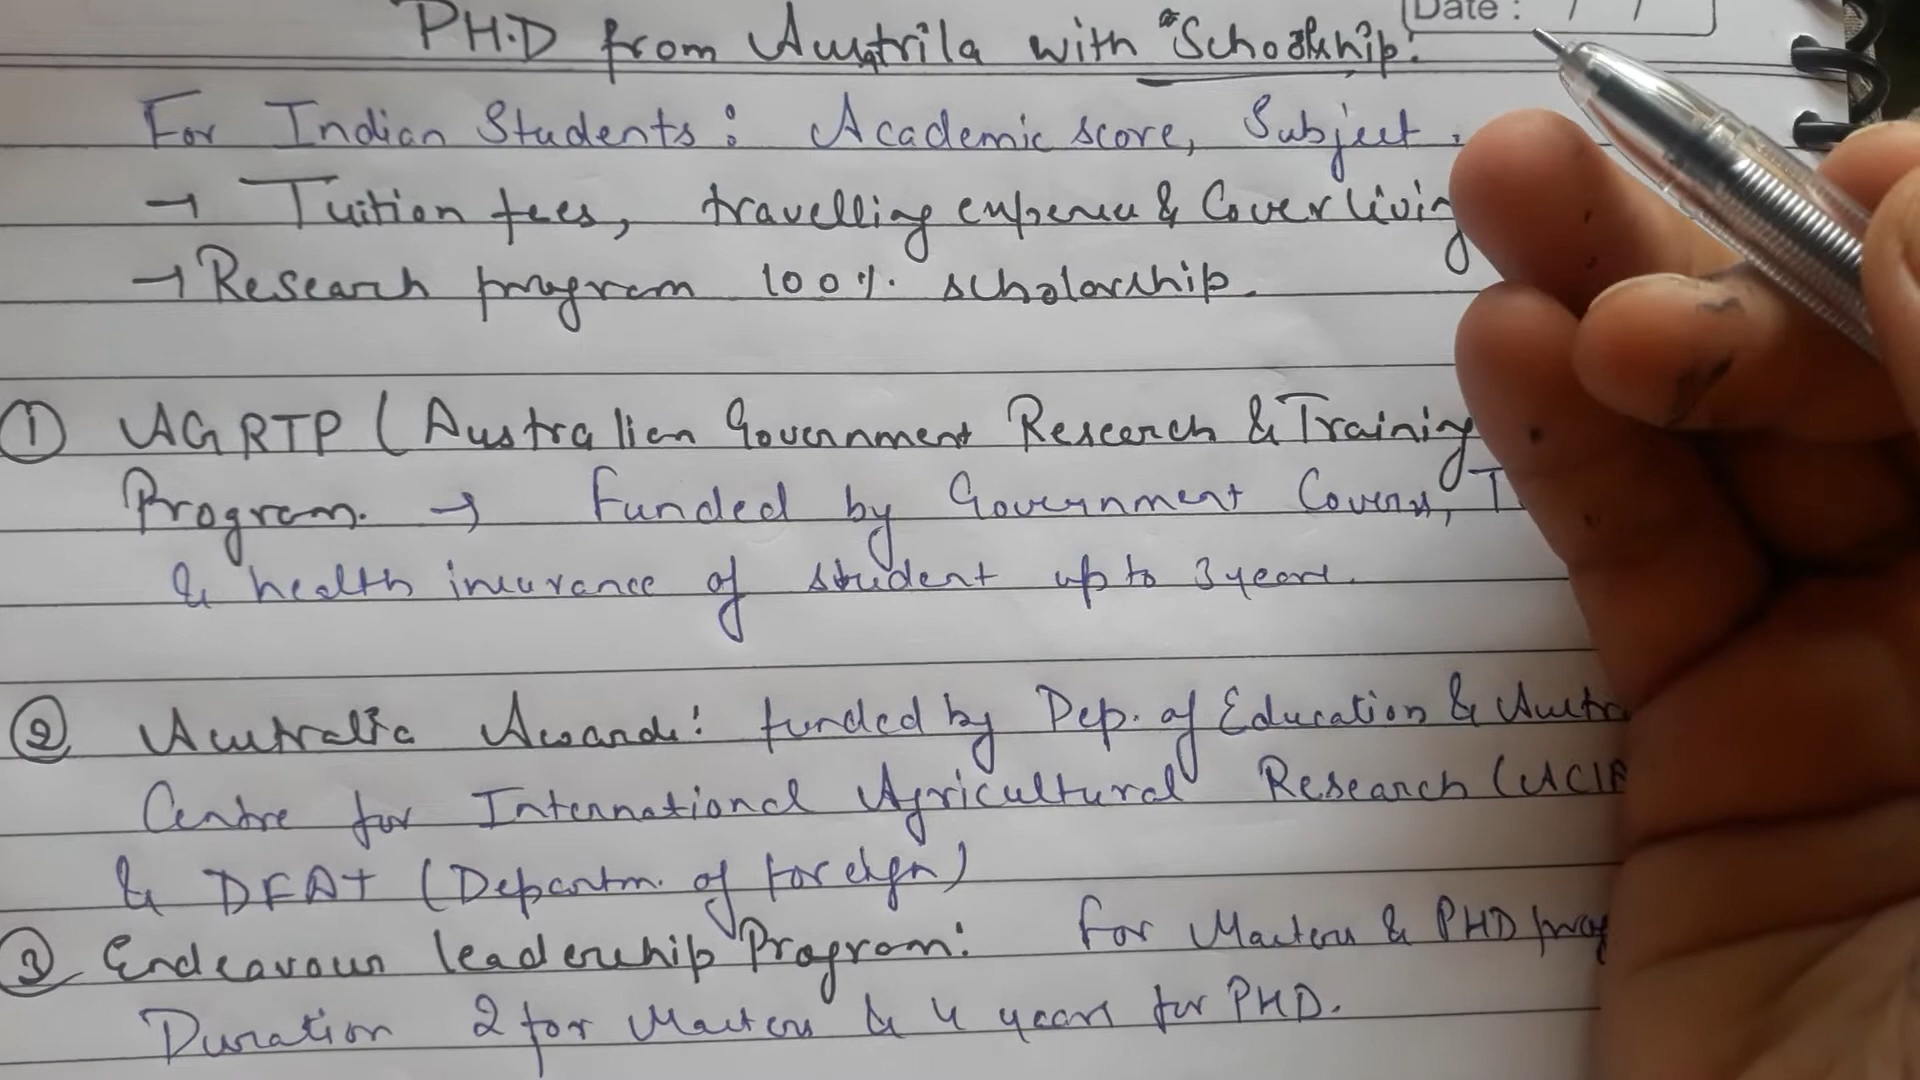 Date : / /
PH.D from Austrila with Schoolship:
For Indian Students : Academic score, Subject.
→ Tuition fees, travelling expense & Cover livin
→ Research program 100%. scholarship.
① AGRTP ( Australian Government Research & Training
Program. → Funded by Government Covers, T
& health insurance of student up to 3 years.
② Australia Awards: funded by Dep. of Education & Austra
Centre for International Agricultural Research (ACIA
& DFAT (Departm. of foreign)
③ Endeavour leadership Program: For Masters & PHD prog
Duration 2 for Masters & 4 years for PHD.